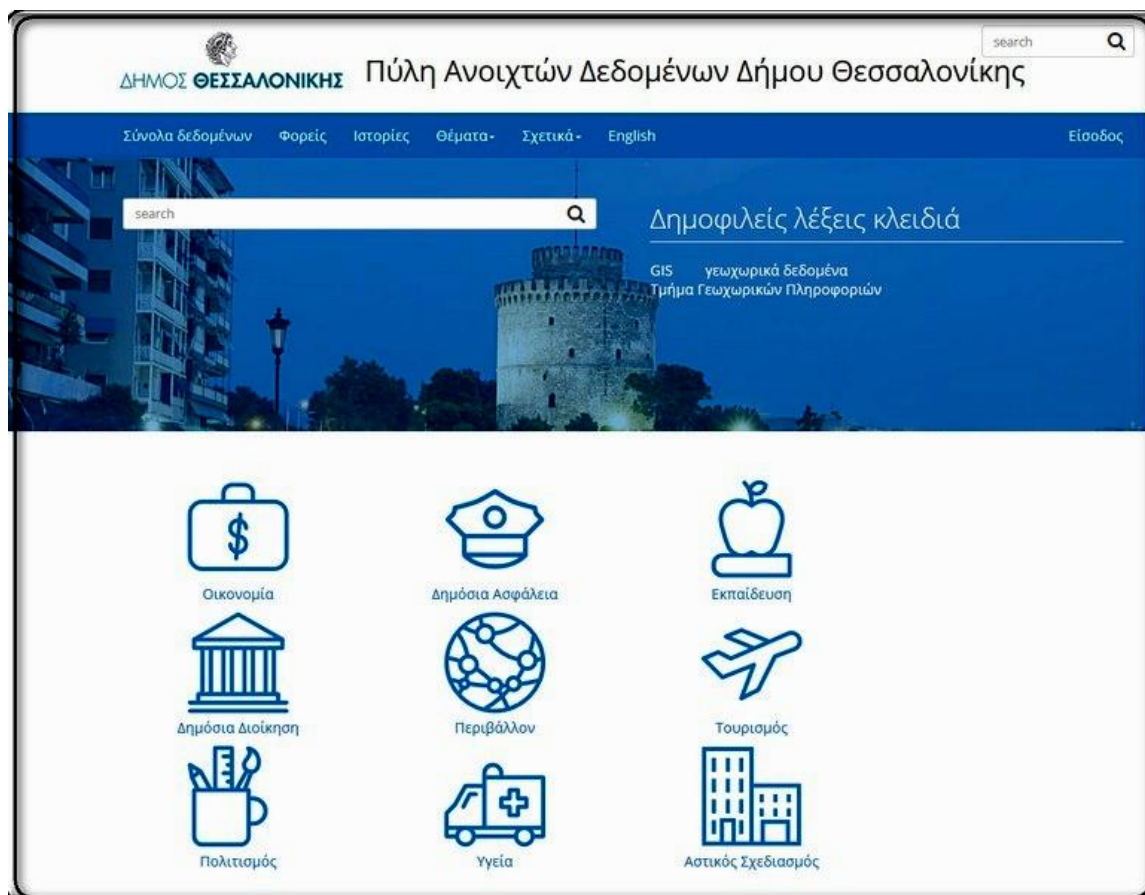 search
ΔΗΜΟΣ ΘΕΣΣΑΛΟΝΙΚΗΣ Πύλη Ανοιχτών Δεδομένων Δήμου Θεσσαλονίκης
Σύνολα δεδομένων Φορείς Ιστορίες Θέματα Σχετικά English Είσοδος
search
Δημοφιλείς λέξεις κλειδιά
GIS γεωχωρικά δεδομένα
Τμήμα Γεωχωρικών Πληροφοριών
$
Οικονομία Δημόσια Ασφάλεια Εκπαίδευση
Δημόσια Διοίκηση Περιβάλλον Τουρισμός
Πολιτισμός Υγεία Αστικός Σχεδιασμός